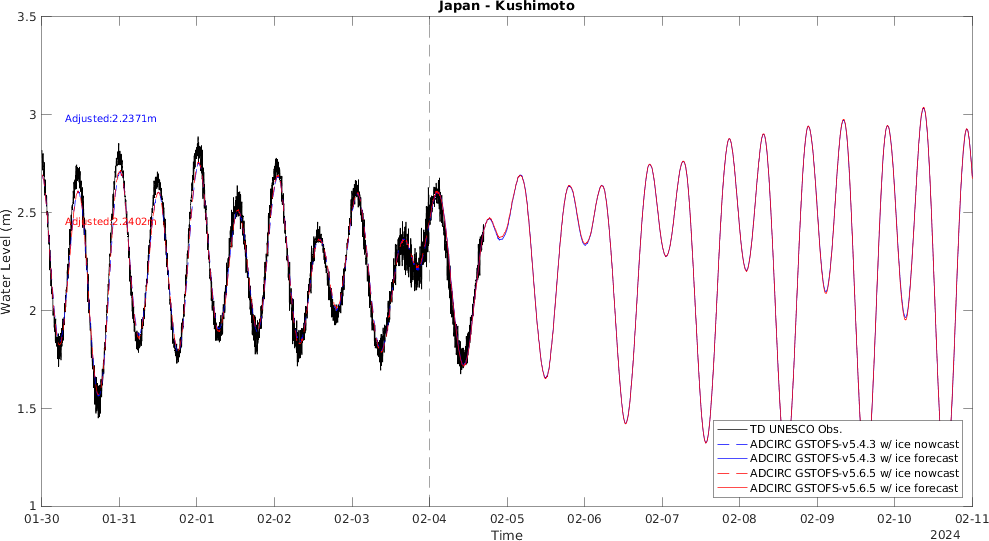 Japan - Kushimoto
3.5
3
2.5
2
1.5
1
Water Level (m)
Adjusted:2.2371m
Adjusted:2.2402m
TD UNESCO Obs.
ADCIRC GSTOFS-v5.4.3 w/ ice nowcast
ADCIRC GSTOFS-v5.4.3 w/ ice forecast
ADCIRC GSTOFS-v5.6.5 w/ ice nowcast
ADCIRC GSTOFS-v5.6.5 w/ ice forecast
01-30 01-31 02-01 02-02 02-03 02-04 02-05 02-06 02-07 02-08 02-09 02-10 02-11
Time
2024